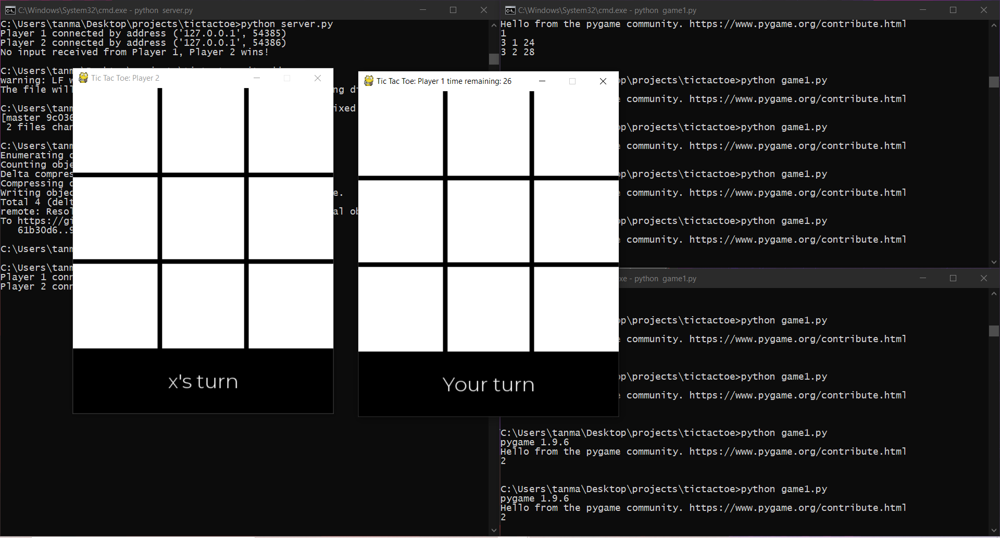 C:\Windows\System32\cmd.exe - python  server.py
C:\Users\tanma\Desktop\projects\tictactoe>python server.py
Player 1 connected by address ('127.0.0.1', 54385)
Player 2 connected by address ('127.0.0.1', 54386)
No input received from Player 1, Player 2 wins!
C:\Users\tanm
warning: LF w
The file will
ng d
C:\Users\tanm
ixed
[master 9c036
2 files chan
C:\Users\tanm
Enumerating o
Counting obje
Delta compres
Compressing o
Writing objec
e.
Total 4 (delt
remote: Resol
al ob
To https://gi
61b30d6..9
C:\Users\tanm
C:\Users\tanm
Player 1 conn
Player 2 conn
Tic Tac Toe: Player 2
x's turn
Tic Tac Toe: Player 1 time remaining: 26
Your turn
C:\Windows\System32\cmd.exe - python  game1.py
Hello from the pygame community. https://www.pygame.org/contribute.html
1
3 1 24
3 2 28
op\projects\tictactoe>python game1.py
community. https://www.pygame.org/contribute.html
op\projects\tictactoe>python game1.py
community. https://www.pygame.org/contribute.html
op\projects\tictactoe>python game1.py
community. https://www.pygame.org/contribute.html
op\projects\tictactoe>python game1.py
community. https://www.pygame.org/contribute.html
xe - python  game1.py
op\projects\tictactoe>python game1.py
community. https://www.pygame.org/contribute.html
op\projects\tictactoe>python game1.py
community. https://www.pygame.org/contribute.html
C:\Users\tanma\Desktop\projects\tictactoe>python game1.py
pygame 1.9.6
Hello from the pygame community. https://www.pygame.org/contribute.html
2
C:\Users\tanma\Desktop\projects\tictactoe>python game1.py
pygame 1.9.6
Hello from the pygame community. https://www.pygame.org/contribute.html
2